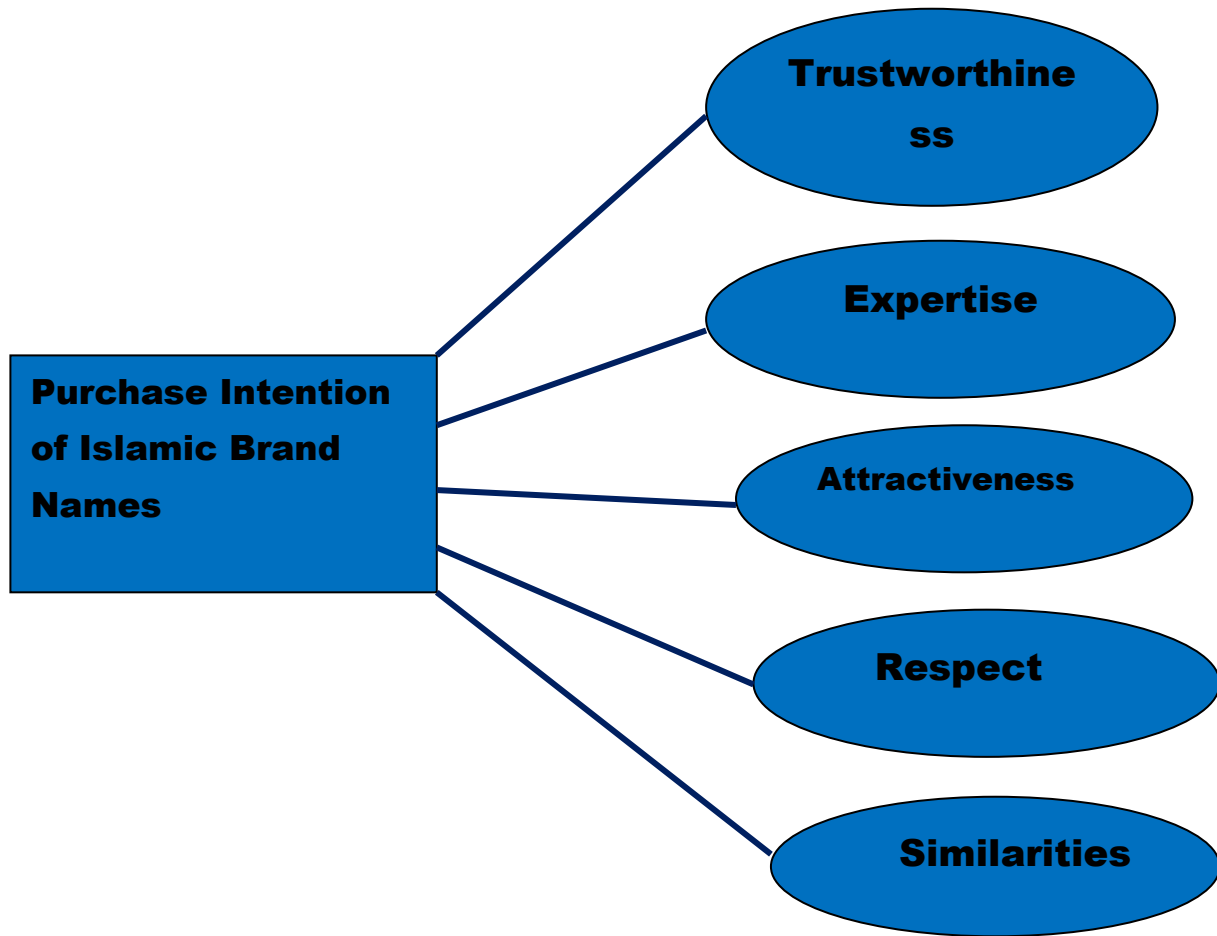 Trustworthine
ss
Expertise
Purchase Intention
of Islamic Brand
Names
Attractiveness
Respect
Similarities